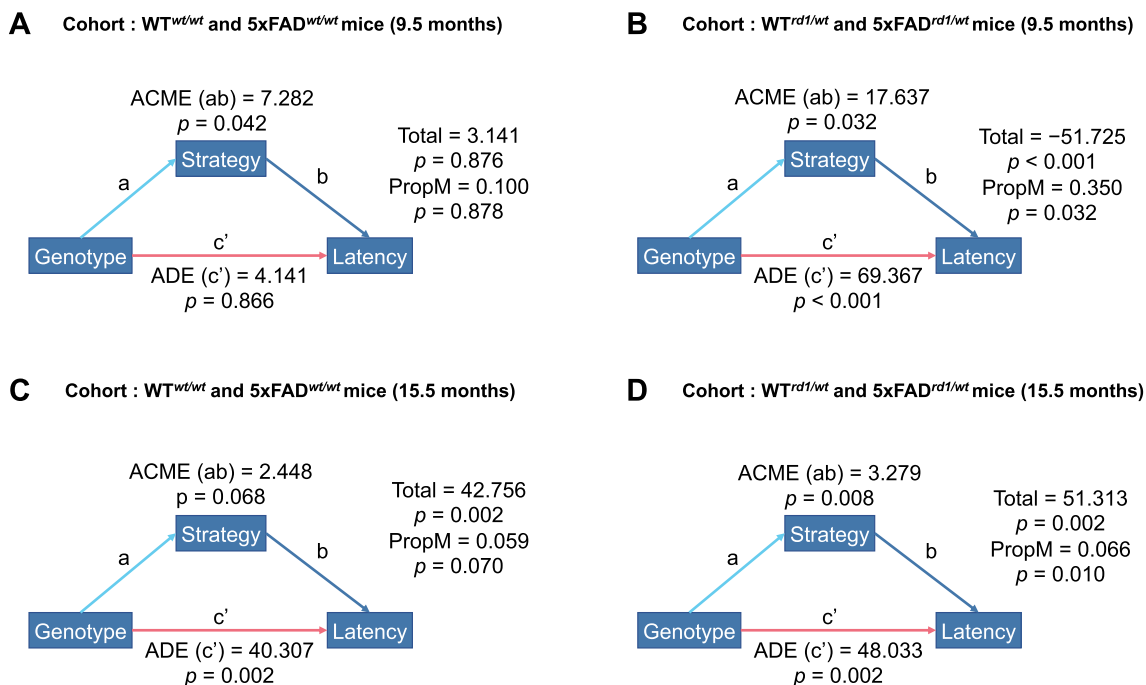 A
Cohort : WTwt/wt and 5xFADwt/wt mice (9.5 months)
ACME (ab) = 7.282
p = 0.042
Strategy
a
b
Total = 3.141
p = 0.876
PropM = 0.100
p = 0.878
Genotype
c’
Latency
ADE (c’) = 4.141
p = 0.866
B
Cohort : WTrd1/wt and 5xFADrd1/wt mice (9.5 months)
ACME (ab) = 17.637
p = 0.032
Strategy
a
b
Total = −51.725
p < 0.001
PropM = 0.350
p = 0.032
Genotype
c’
Latency
ADE (c’) = 69.367
p < 0.001
C
Cohort : WTwt/wt and 5xFADwt/wt mice (15.5 months)
ACME (ab) = 2.448
p = 0.068
Strategy
a
b
Total = 42.756
p = 0.002
PropM = 0.059
p = 0.070
Genotype
c’
Latency
ADE (c’) = 40.307
p = 0.002
D
Cohort : WTrd1/wt and 5xFADrd1/wt mice (15.5 months)
ACME (ab) = 3.279
p = 0.008
Strategy
a
b
Total = 51.313
p = 0.002
PropM = 0.066
p = 0.010
Genotype
c’
Latency
ADE (c’) = 48.033
p = 0.002